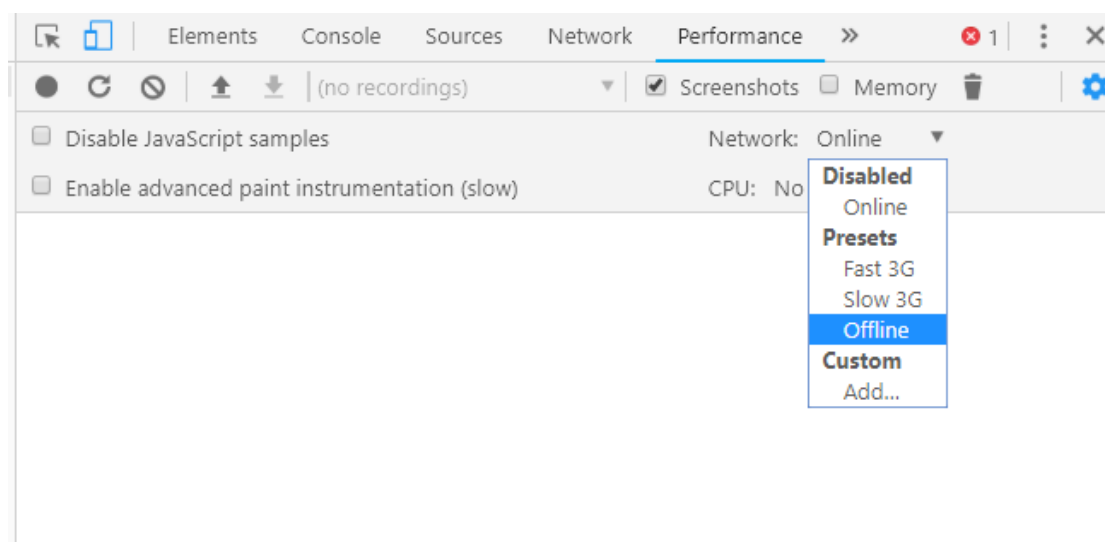 Elements Console Sources Network Performance » 1
(no recordings) Screenshots Memory
Disable JavaScript samples Network: Online
Enable advanced paint instrumentation (slow) CPU: No
Disabled
Online
Presets
Fast 3G
Slow 3G
Offline
Custom
Add...